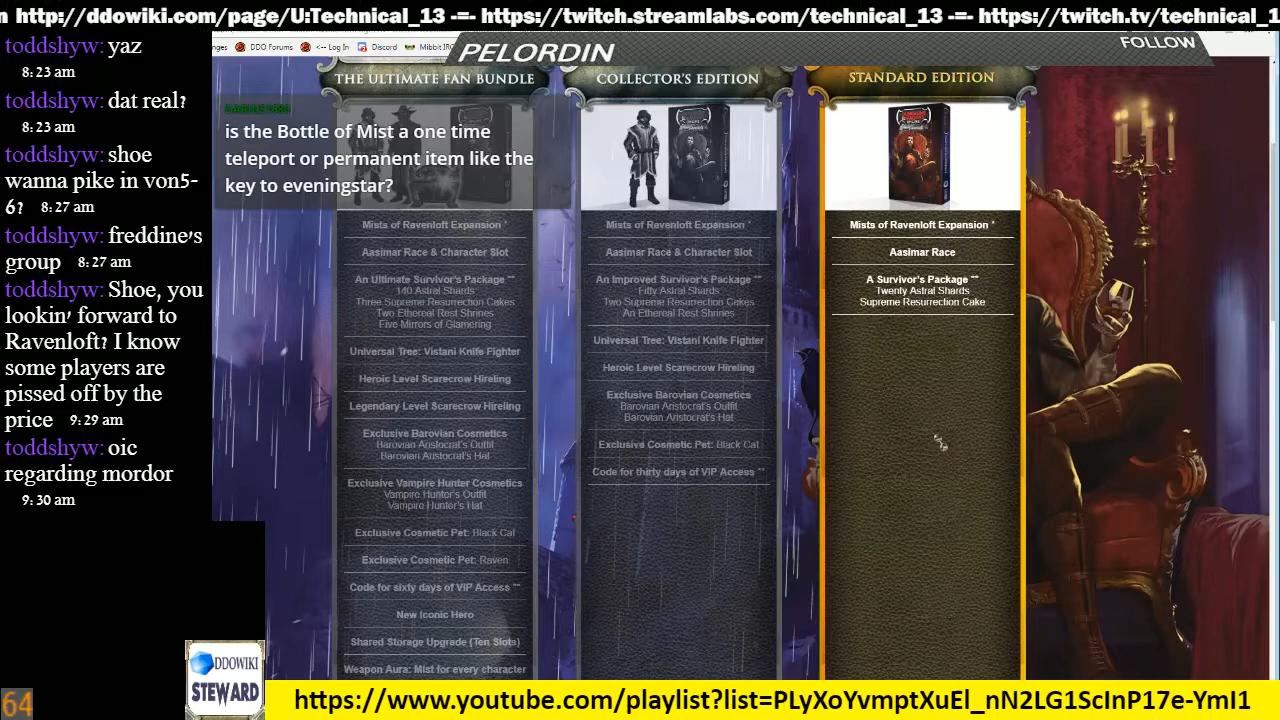 n http://ddowiki.com/page/U:Technical_13 -=- https://twitch.streamlabs.com/technical_13 -=- https://twitch.tv/technical_1
toddshyw: yaz
8:23 am
toddshyw: dat real?
8:23 am
toddshyw: shoe
wanna pike in von5-
6? 8:27 am
toddshyw: freddine's
group 8:27 am
toddshyw: Shoe, you
lookin' forward to
Ravenloft? I know
some players are
pissed off by the
price 9:29 am
toddshyw: oic
regarding mordor
9:30 am
DDO Forums <-- Log In Discord Mibbit IRC
PELORDIN
FOLLOW
is the Bottle of Mist a one time
teleport or permanent item like the
key to eveningstar?
THE ULTIMATE FAN BUNDLE
Mists of Ravenloft Expansion *
Aasimar Race & Character Slot
An Ultimate Survivor's Package **
140 Astral Shards
Three Supreme Resurrection Cakes
Two Ethereal Rest Shrines
Five Mirrors of Glamering
Universal Tree: Vistani Knife Fighter
Heroic Level Scarecrow Hireling
Legendary Level Scarecrow Hireling
Exclusive Barovian Cosmetics
Barovian Aristocrat's Outfit
Barovian Aristocrat's Hat
Exclusive Vampire Hunter Cosmetics
Vampire Hunter's Outfit
Vampire Hunter's Hat
Exclusive Cosmetic Pet: Black Cat
Exclusive Cosmetic Pet: Raven
Code for sixty days of VIP Access **
New Iconic Hero
Shared Storage Upgrade (Ten Slots)
Weapon Aura: Mist for every character
COLLECTOR'S EDITION
Mists of Ravenloft Expansion *
Aasimar Race & Character Slot
An Improved Survivor's Package **
Fifty Astral Shards
Two Supreme Resurrection Cakes
An Ethereal Rest Shrines
Universal Tree: Vistani Knife Fighter
Heroic Level Scarecrow Hireling
Exclusive Barovian Cosmetics
Barovian Aristocrat's Outfit
Barovian Aristocrat's Hat
Exclusive Cosmetic Pet: Black Cat
Code for thirty days of VIP Access **
STANDARD EDITION
Mists of Ravenloft Expansion *
Aasimar Race
A Survivor's Package **
Twenty Astral Shards
Supreme Resurrection Cake
64
DDOWIKI
STEWARD
https://www.youtube.com/playlist?list=PLyXoYvmptXuEl_nN2LG1ScInP17e-YmI1